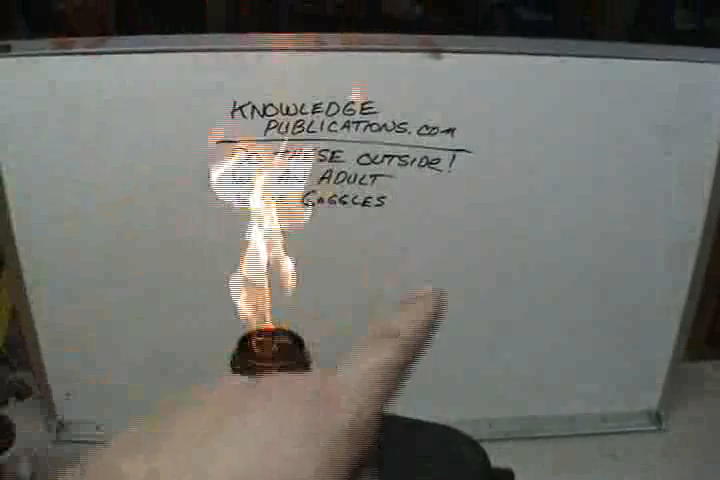 KNOWLEDGE
PUBLICATIONS.COM
OUTSIDE!
ADULT
GOGGLES